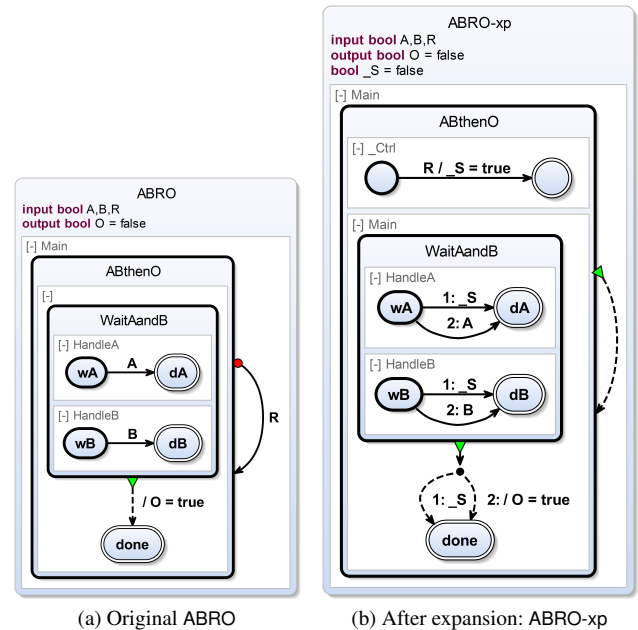 ABRO
input bool A,B,R
output bool O = false
[-] Main
ABthenO
[-]
WaitAandB
[-] HandleA
wA
A
dA
R
[-] HandleB
wB
B
dB
/ O = true
done
(a) Original ABRO
ABRO-xp
input bool A,B,R
output bool O = false
bool _S = false
[-] Main
ABthenO
[-] _Ctrl
R / _S = true
[-] Main
WaitAandB
[-] HandleA
wA
1: _S
2: A
dA
[-] HandleB
wB
1: _S
2: B
dB
1: _S
2: / O = true
done
(b) After expansion: ABRO-xp